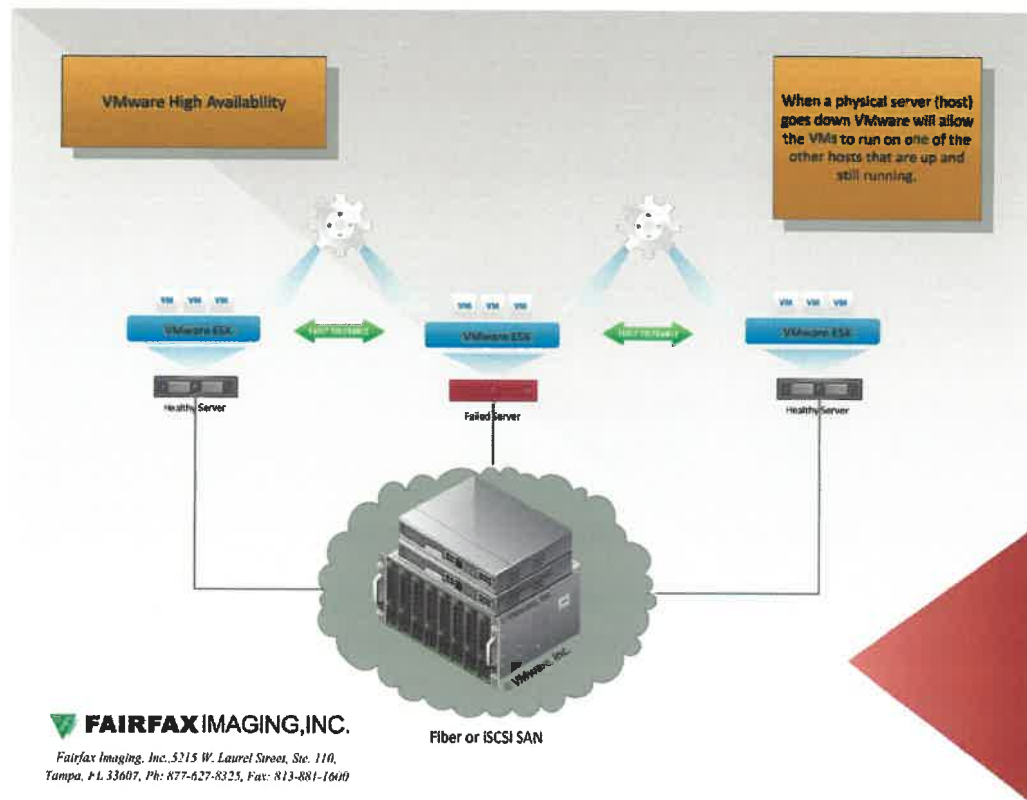 VMware High Availability
When a physical server (host)
goes down VMware will allow
the VMs to run on one of the
other hosts that are up and
still running.
VM VM VM
VMware ESX
Healthy Server
VM VM VM
VMware ESX
Failed Server
VM VM VM
VMware ESX
Healthy Server
VMware, Inc.
Fiber or iSCSI SAN
FAIRFAX IMAGING, INC.
Fairfax Imaging, Inc., 5215 W. Laurel Street, Ste. 110,
Tampa, FL 33607, Ph: 877-627-8325, Fax: 813-881-1600